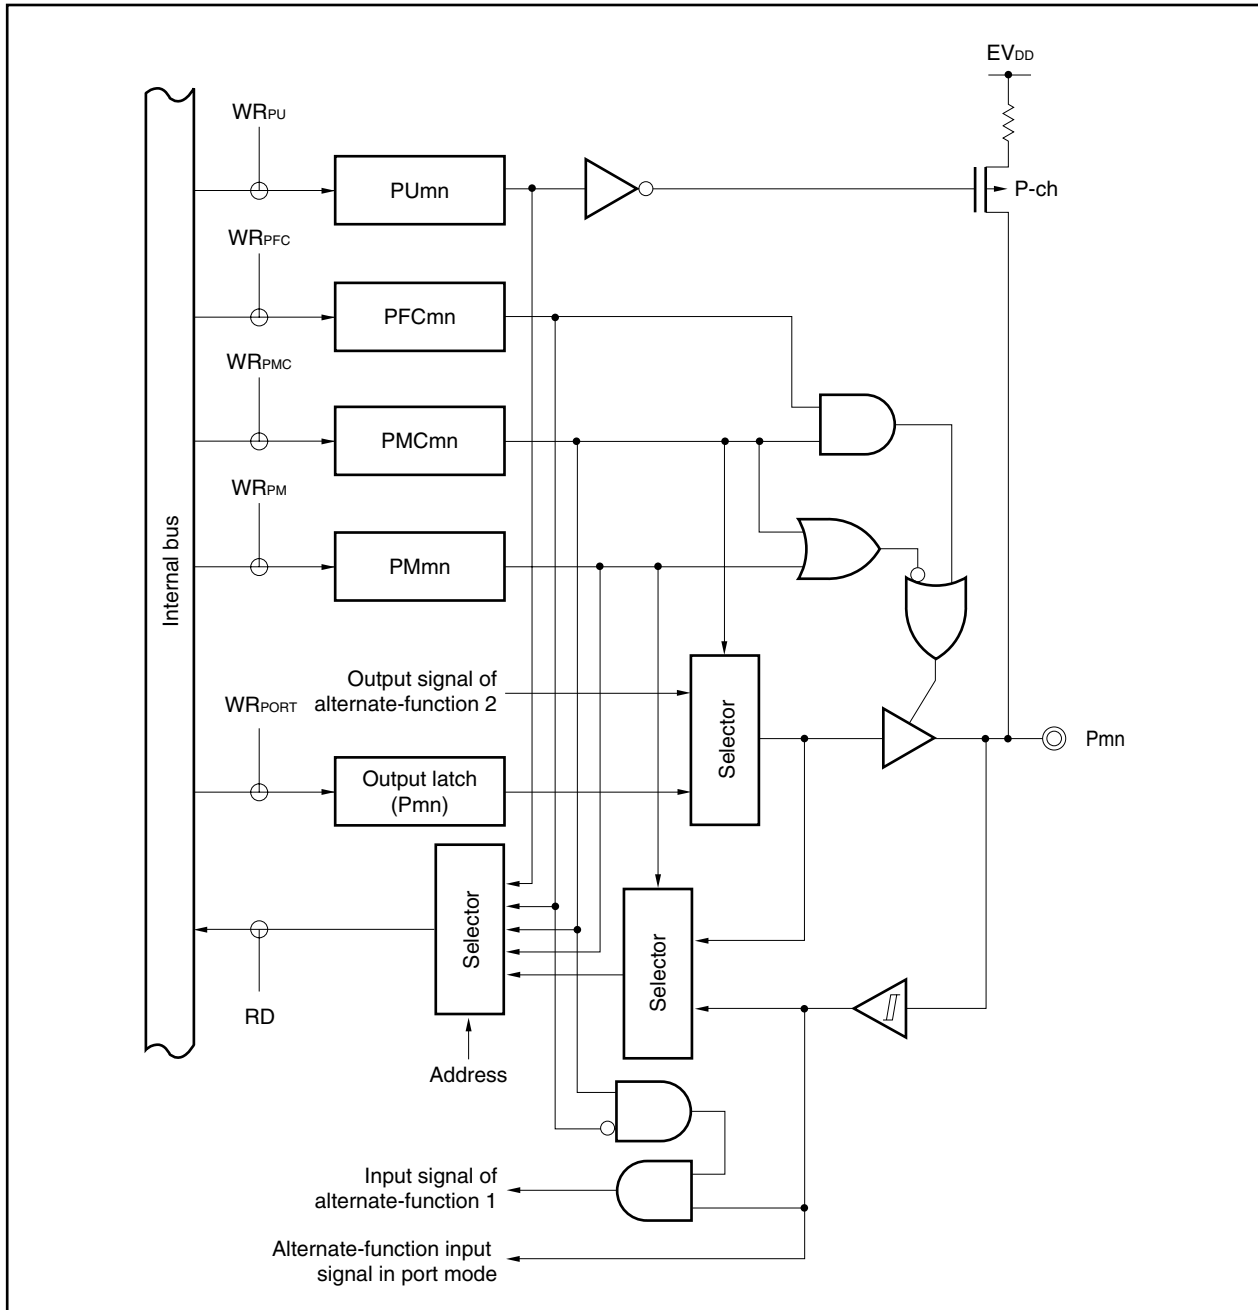 EVDD
WRPU
PUmn
P-ch
WRPFC
PFCmn
WRPMC
PMCmn
WRPM
PMmn
Internal bus
Output signal of
alternate-function 2
WRPORT
Selector
Pmn
Output latch
(Pmn)
Selector
Selector
RD
Address
Input signal of
alternate-function 1
Alternate-function input
signal in port mode